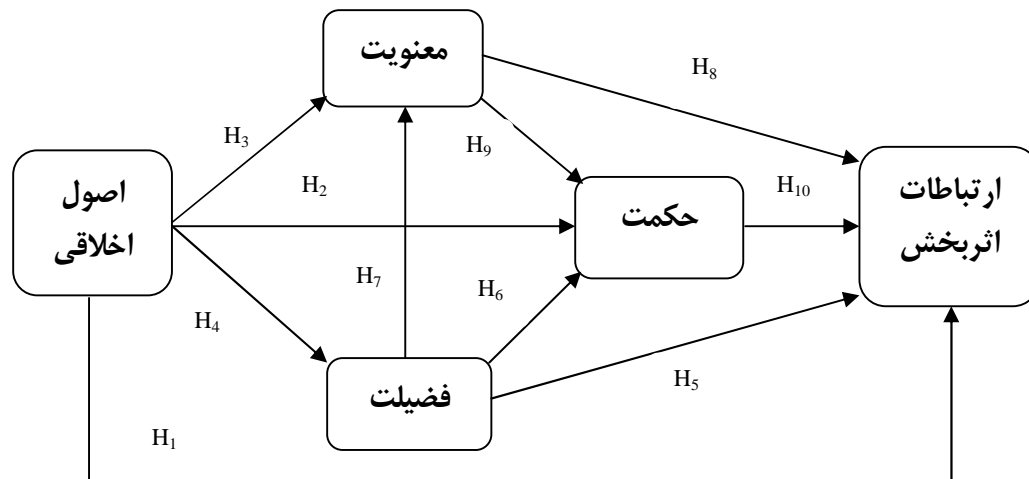 معنویت
H8
H3
H9
H2
اصول
اخلاقی
حکمت
H10
ارتباطات
اثربخش
H7
H6
H4
فضیلت
H5
H1